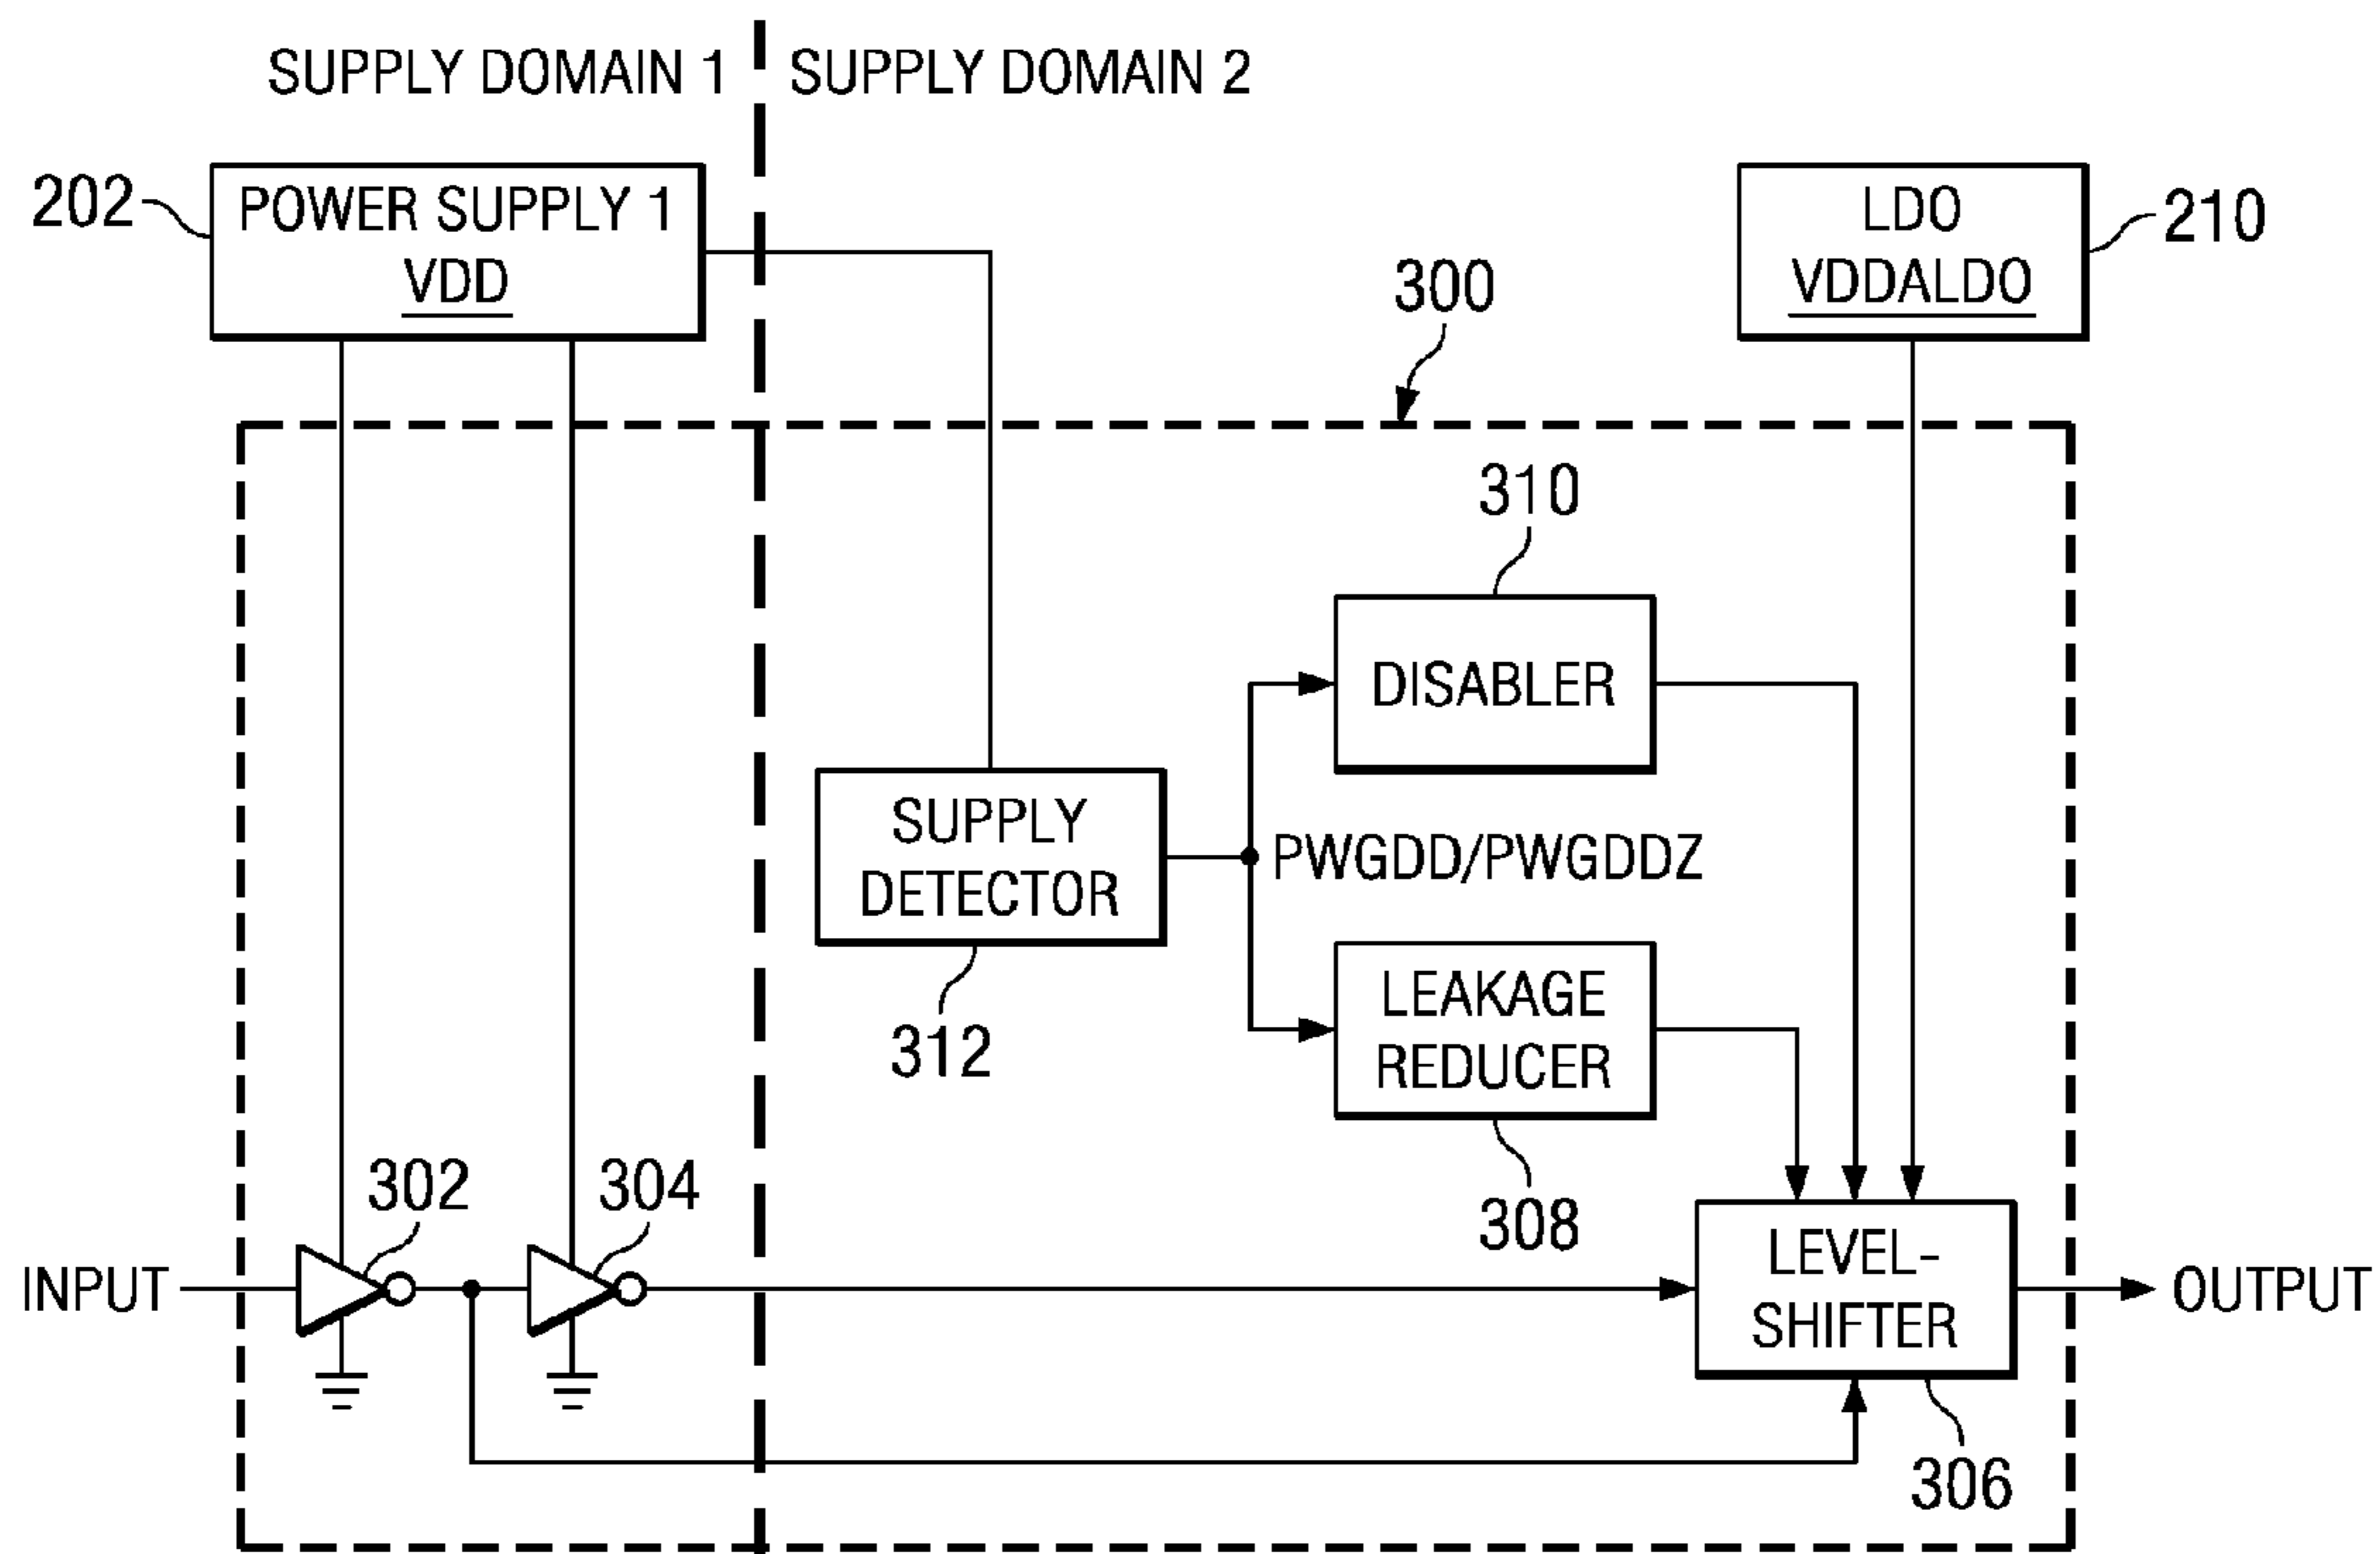 SUPPLY DOMAIN 1
SUPPLY DOMAIN 2
202
POWER SUPPLY 1
VDD
LDO
VDDALDO
210
300
310
DISABLER
SUPPLY
DETECTOR
PWGDD/PWGDDZ
312
LEAKAGE
REDUCER
308
302
304
INPUT
LEVEL-
SHIFTER
OUTPUT
306